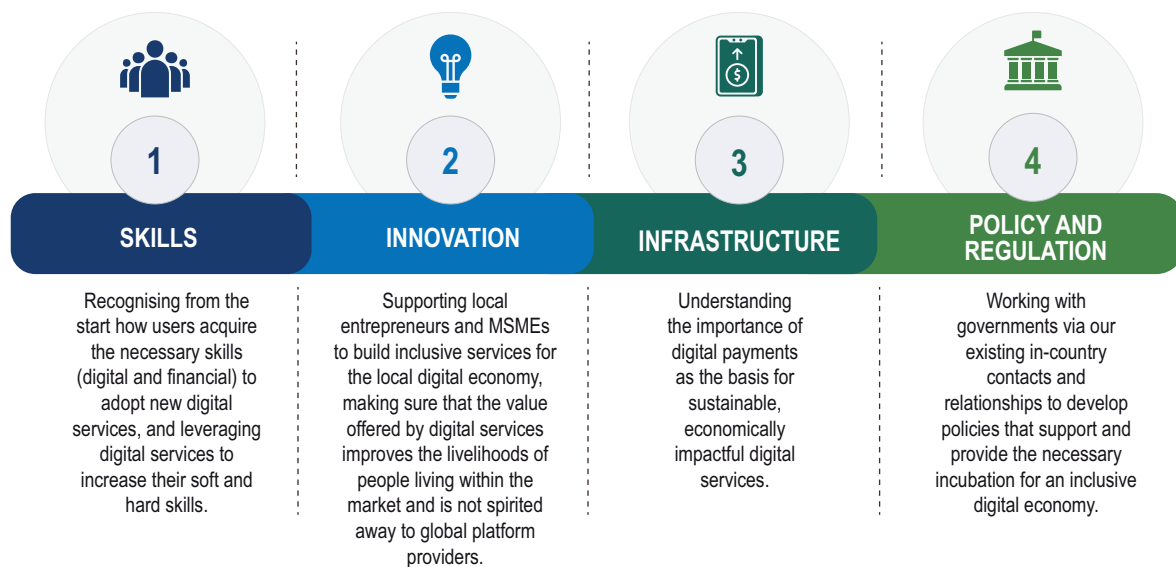 1
SKILLS
Recognising from the
start how users acquire
the necessary skills
(digital and financial) to
adopt new digital
services, and leveraging
digital services to
increase their soft and
hard skills.
2
INNOVATION
Supporting local
entrepreneurs and MSMEs
to build inclusive services for
the local digital economy,
making sure that the value
offered by digital services
improves the livelihoods of
people living within the
market and is not spirited
away to global platform
providers.
$
3
INFRASTRUCTURE
Understanding
the importance of
digital payments
as the basis for
sustainable,
economically
impactful digital
services.
4
POLICY AND
REGULATION
Working with
governments via our
existing in-country
contacts and
relationships to develop
policies that support and
provide the necessary
incubation for an inclusive
digital economy.